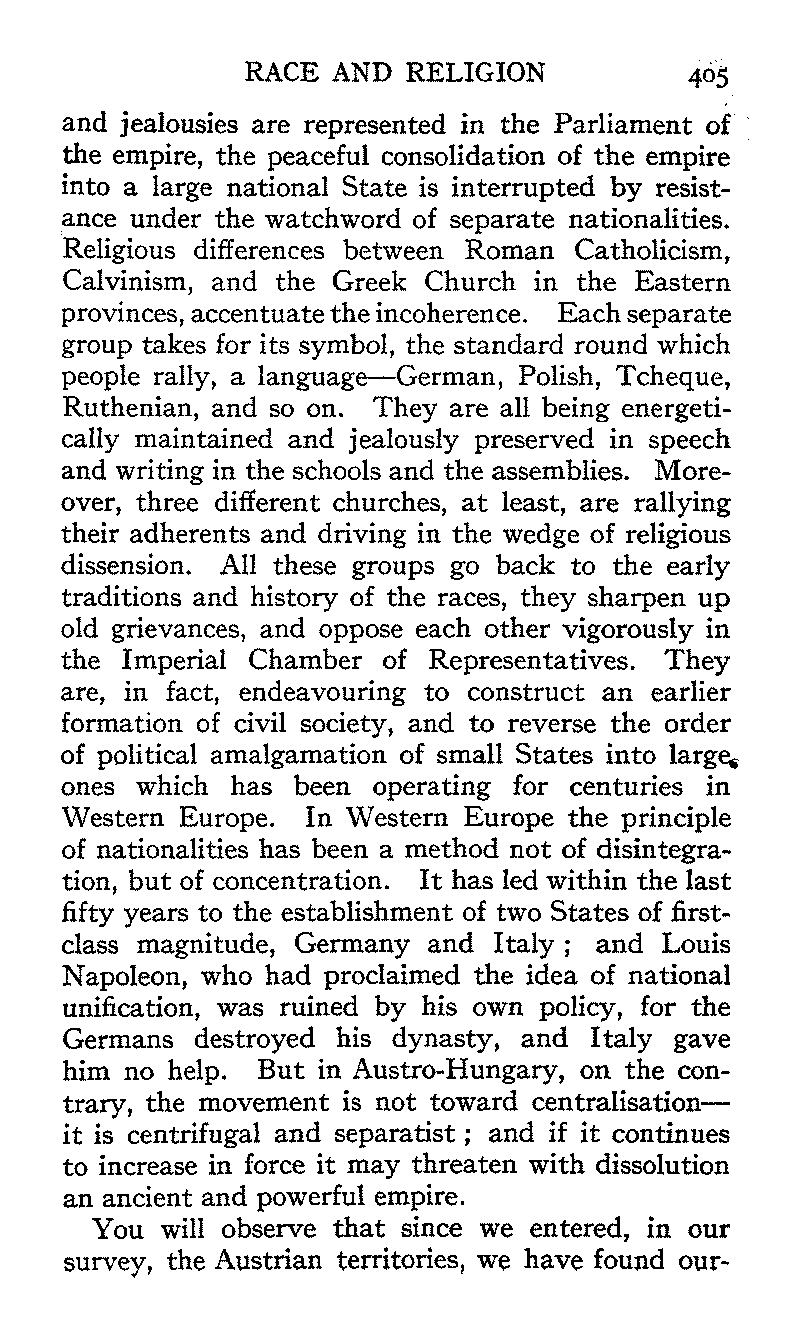 RACE AND RELIGION 405
and jealousies are represented in the Parliament of
the empire, the peaceful consolidation of the empire
into a large national State is interrupted by resist-
ance under the watchword of separate nationalities.
Religious differences between Roman Catholicism,
Calvinism, and the Greek Church in the Eastern
provinces, accentuate the incoherence. Each separate
group takes for its symbol, the standard round which
people rally, a language—German, Polish, Tcheque,
Ruthenian, and so on. They are all being energeti-
cally maintained and jealously preserved in speech
and writing in the schools and the assemblies. More-
over, three different churches, at least, are rallying
their adherents and driving in the wedge of religious
dissension. All these groups go back to the early
traditions and history of the races, they sharpen up
old grievances, and oppose each other vigorously in
the Imperial Chamber of Representatives. They
are, in fact, endeavouring to construct an earlier
formation of civil society, and to reverse the order
of political amalgamation of small States into large
ones which has been operating for centuries in
Western Europe. In Western Europe the principle
of nationalities has been a method not of disintegra-
tion, but of concentration. It has led within the last
fifty years to the establishment of two States of first-
class magnitude, Germany and Italy ; and Louis
Napoleon, who had proclaimed the idea of national
unification, was ruined by his own policy, for the
Germans destroyed his dynasty, and Italy gave
him no help. But in Austro-Hungary, on the con-
trary, the movement is not toward centralisation—
it is centrifugal and separatist ; and if it continues
to increase in force it may threaten with dissolution
an ancient and powerful empire.
You will observe that since we entered, in our
survey, the Austrian territories, we have found our-